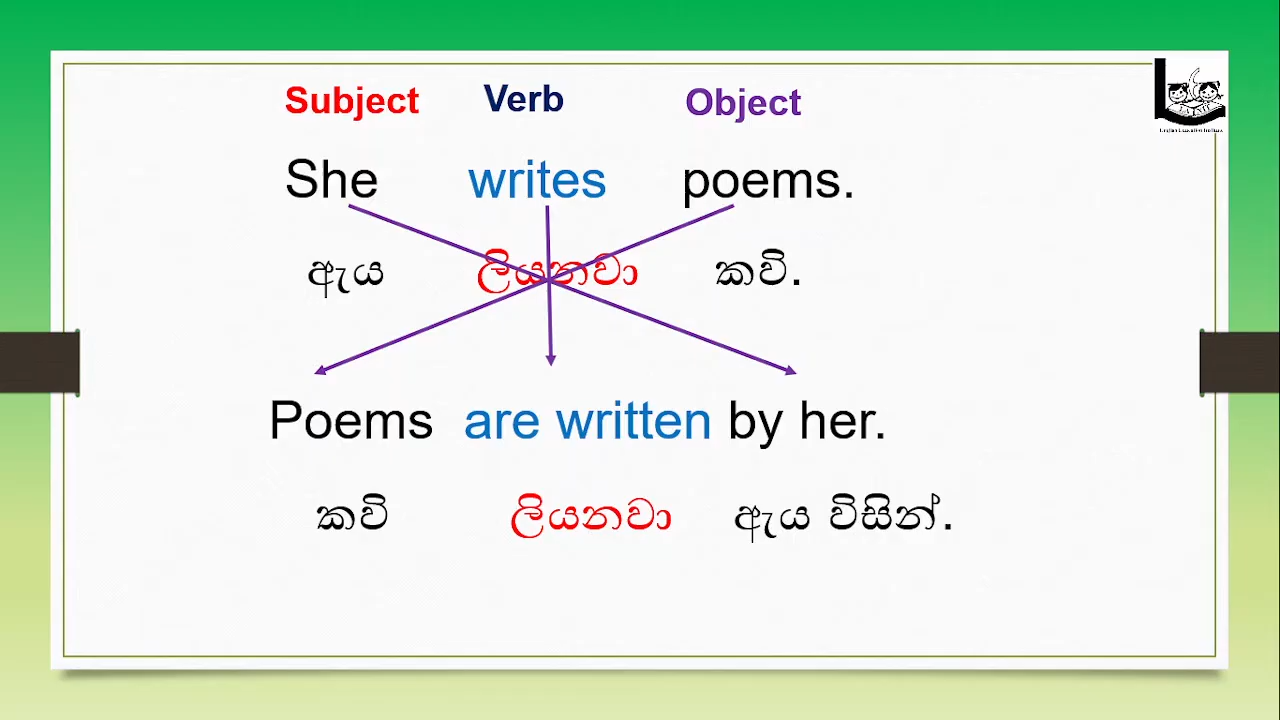 Subject Verb Object
She writes poems.
ඇය ලියනවා කවි.
Poems are written by her.
කවි ලියනවා ඇය විසින්.